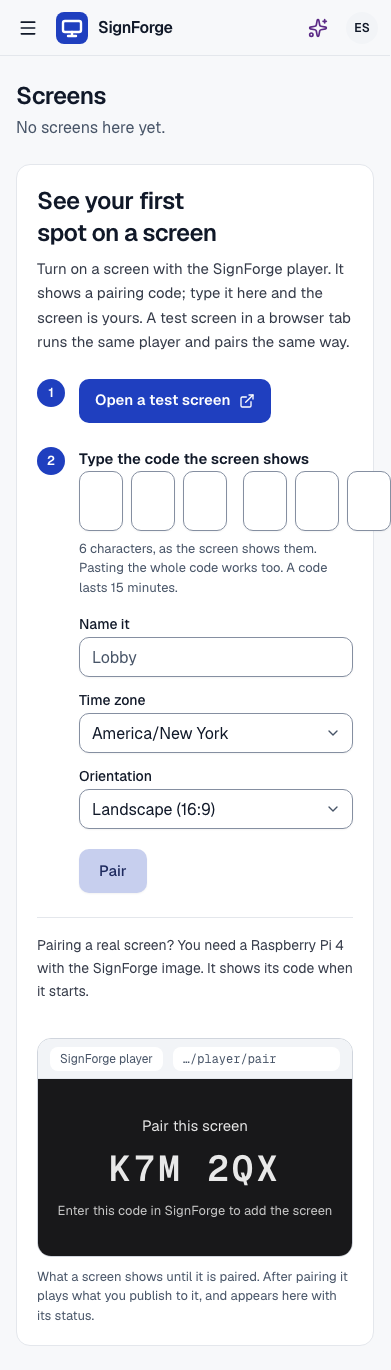 SignForge
ES
Screens
No screens here yet.
See your first
spot on a screen
Turn on a screen with the SignForge player. It
shows a pairing code; type it here and the
screen is yours. A test screen in a browser tab
runs the same player and pairs the same way.
1
Open a test screen
2
Type the code the screen shows
6 characters, as the screen shows them.
Pasting the whole code works too. A code
lasts 15 minutes.
Name it
Lobby
Time zone
America/New York
Orientation
Landscape (16:9)
Pair
Pairing a real screen? You need a Raspberry Pi 4
with the SignForge image. It shows its code when
it starts.
SignForge player
…/player/pair
Pair this screen
K7M 2QX
Enter this code in SignForge to add the screen
What a screen shows until it is paired. After pairing it
plays what you publish to it, and appears here with
its status.